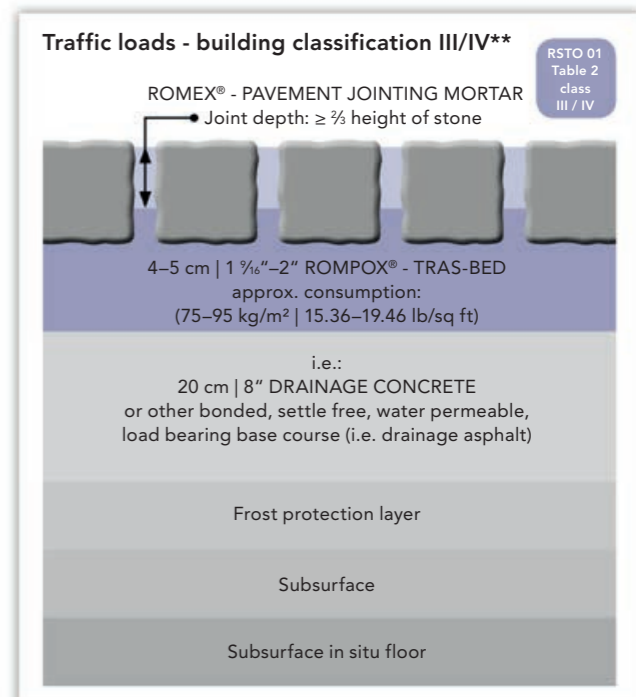 Traffic loads - building classification III/IV**
RSTO 01
Table 2
class
III / IV
ROMEX® - PAVEMENT JOINTING MORTAR
Joint depth: ≥ ⅔ height of stone
4–5 cm | 1 ⁹⁄₁₆“–2“ ROMPOX® - TRAS-BED
approx. consumption:
(75–95 kg/m² | 15.36–19.46 lb/sq ft)
i.e.:
20 cm | 8“ DRAINAGE CONCRETE
or other bonded, settle free, water permeable,
load bearing base course (i.e. drainage asphalt)
Frost protection layer
Subsurface
Subsurface in situ floor